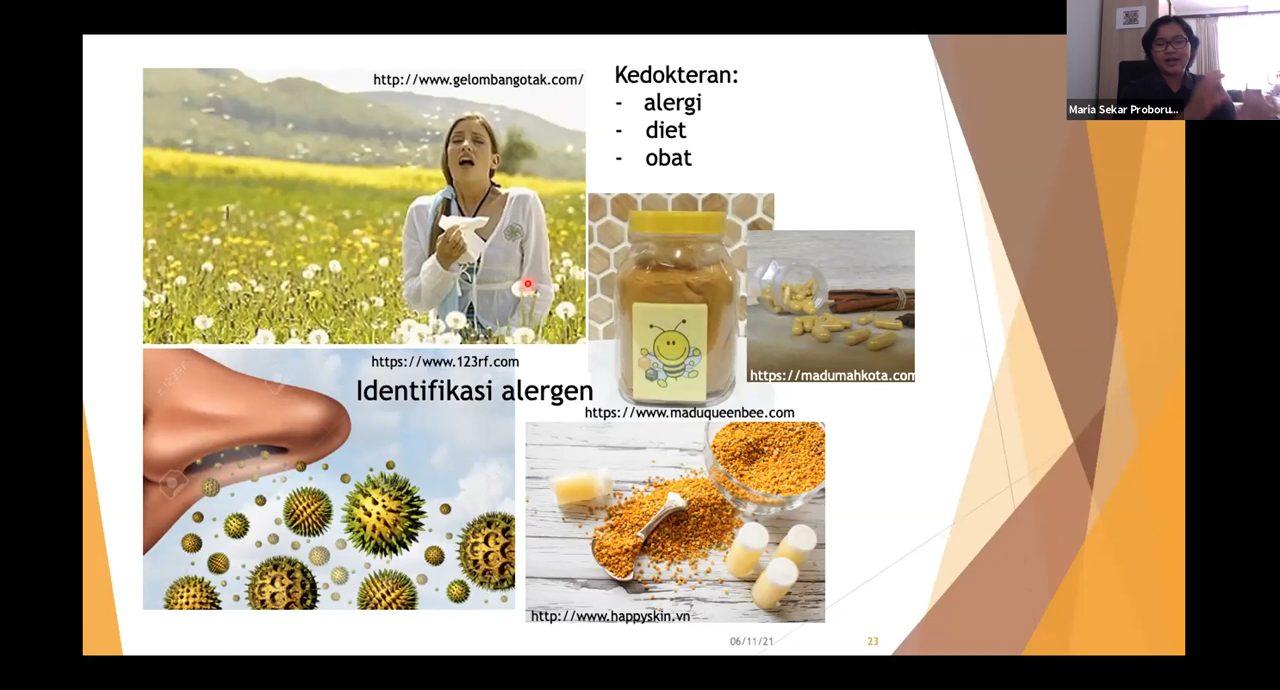 http://www.gelombangotak.com/
Kedokteran:
- alergi
- diet
- obat
Maria Sekar Proboru...
https://madumahkota.com
https://www.123rf.com
Identifikasi alergen
https://www.maduqueenbee.com
http://www.happyskin.vn
06/11/21
23